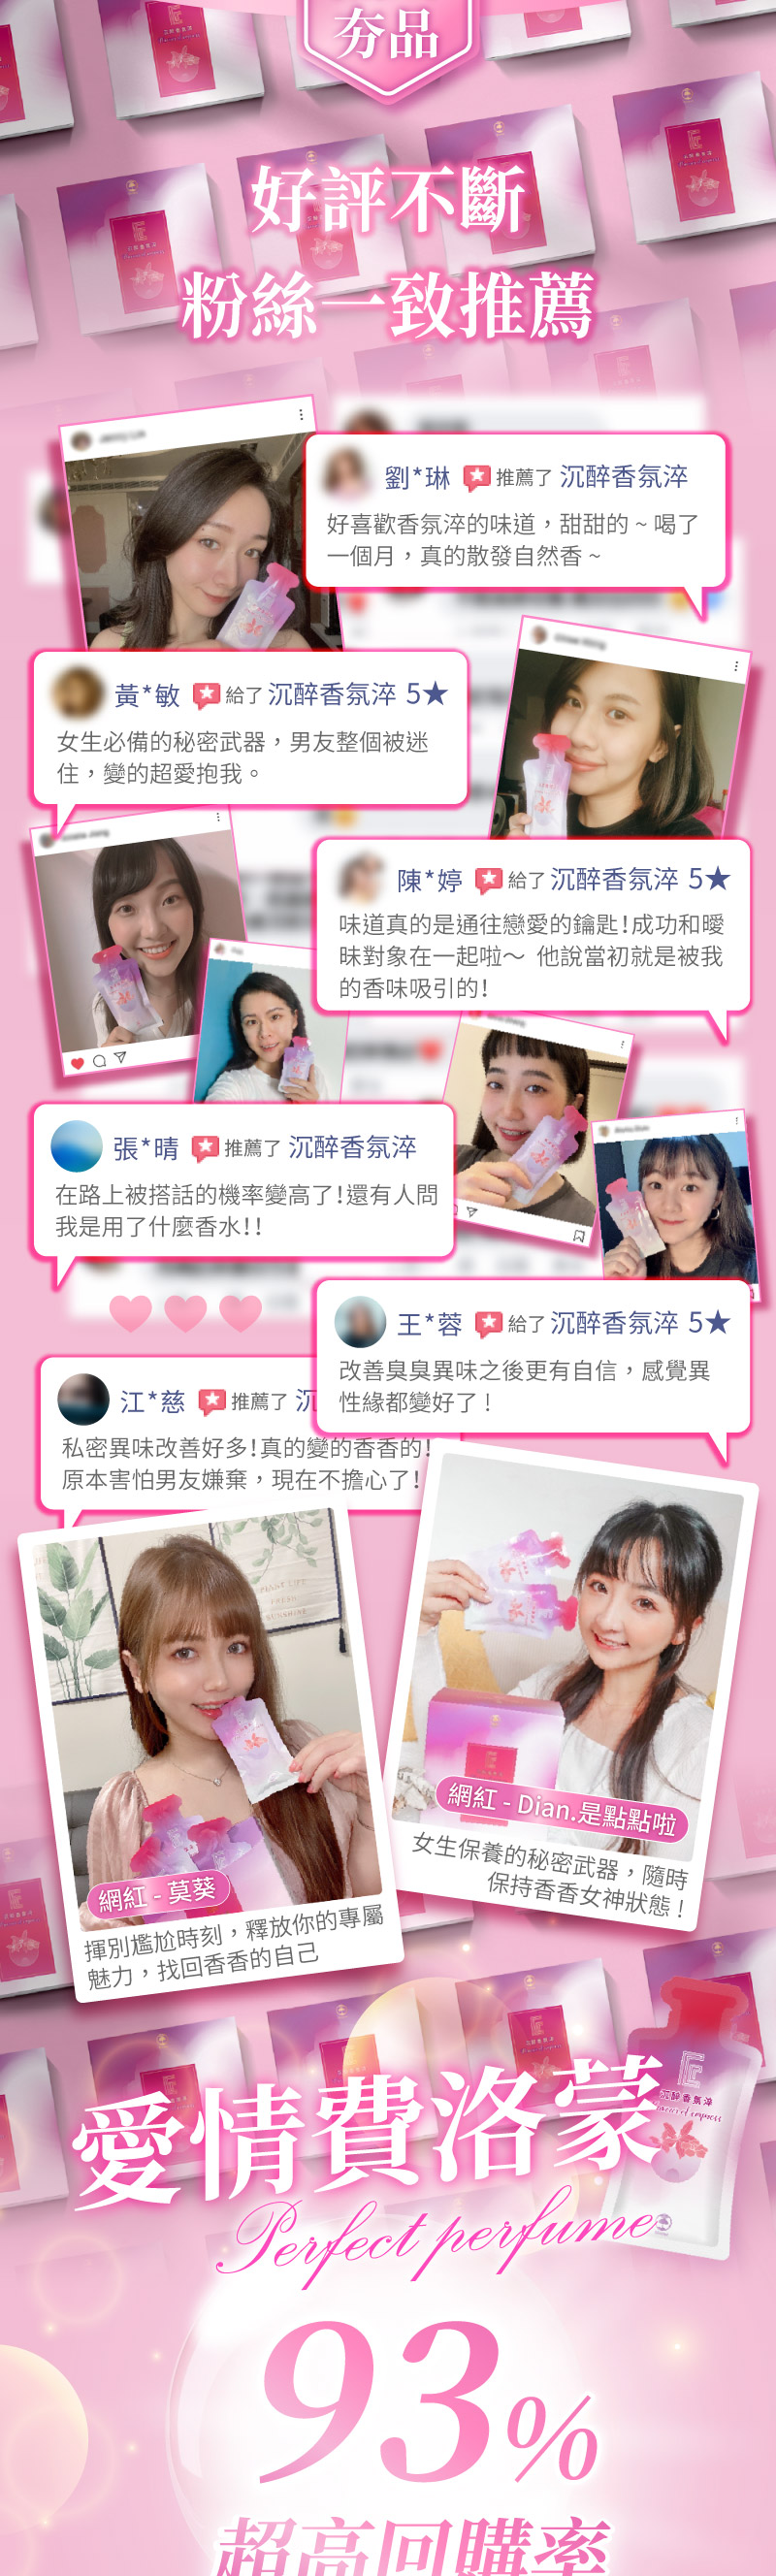 夯品
好評不斷
粉絲一致推薦
劉*琳 推薦了 沉醉香氛淬
好喜歡香氛淬的味道，甜甜的 ~ 喝了
一個月，真的散發自然香 ~
黃*敏 給了 沉醉香氛淬 5★
女生必備的秘密武器，男友整個被迷
住，變的超愛抱我。
陳*婷 給了 沉醉香氛淬 5★
味道真的是通往戀愛的鑰匙！成功和曖
昧對象在一起啦～ 他說當初就是被我
的香味吸引的！
張*晴 推薦了 沉醉香氛淬
在路上被搭話的機率變高了！還有人問
我是用了什麼香水！！
王*蓉 給了 沉醉香氛淬 5★
改善臭臭異味之後更有自信，感覺異
性緣都變好了！
江*慈 推薦了 沉
私密異味改善好多！真的變的香香的！
原本害怕男友嫌棄，現在不擔心了！
網紅 - Dian.是點點啦
女生保養的秘密武器，隨時
保持香香女神狀態！
網紅 - 莫葵
揮別尷尬時刻，釋放你的專屬
魅力，找回香香的自己
愛情費洛蒙
Perfect perfume
沉醉香氛淬
93%
超高回購率